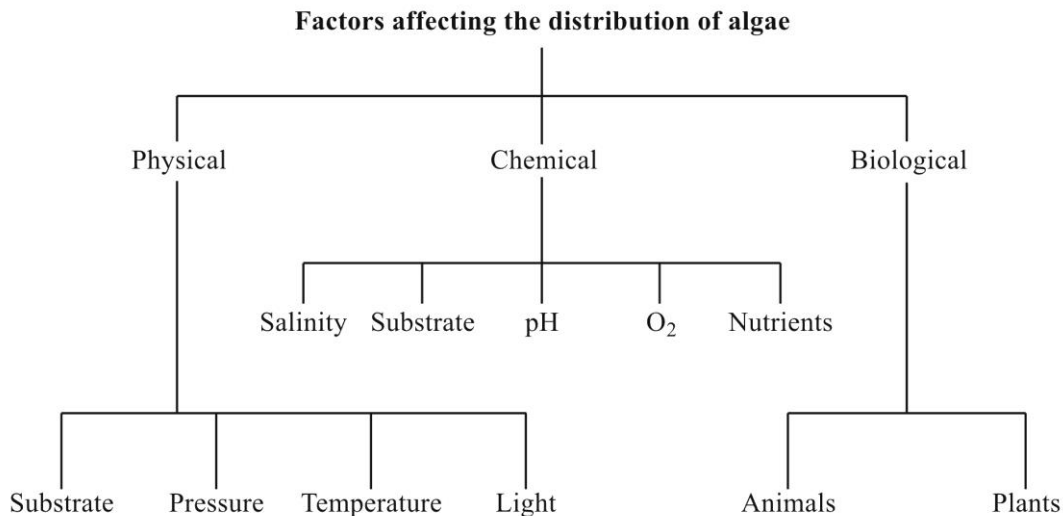 Factors affecting the distribution of algae
Physical Chemical Biological
Salinity Substrate pH O₂ Nutrients
Substrate Pressure Temperature Light Animals Plants